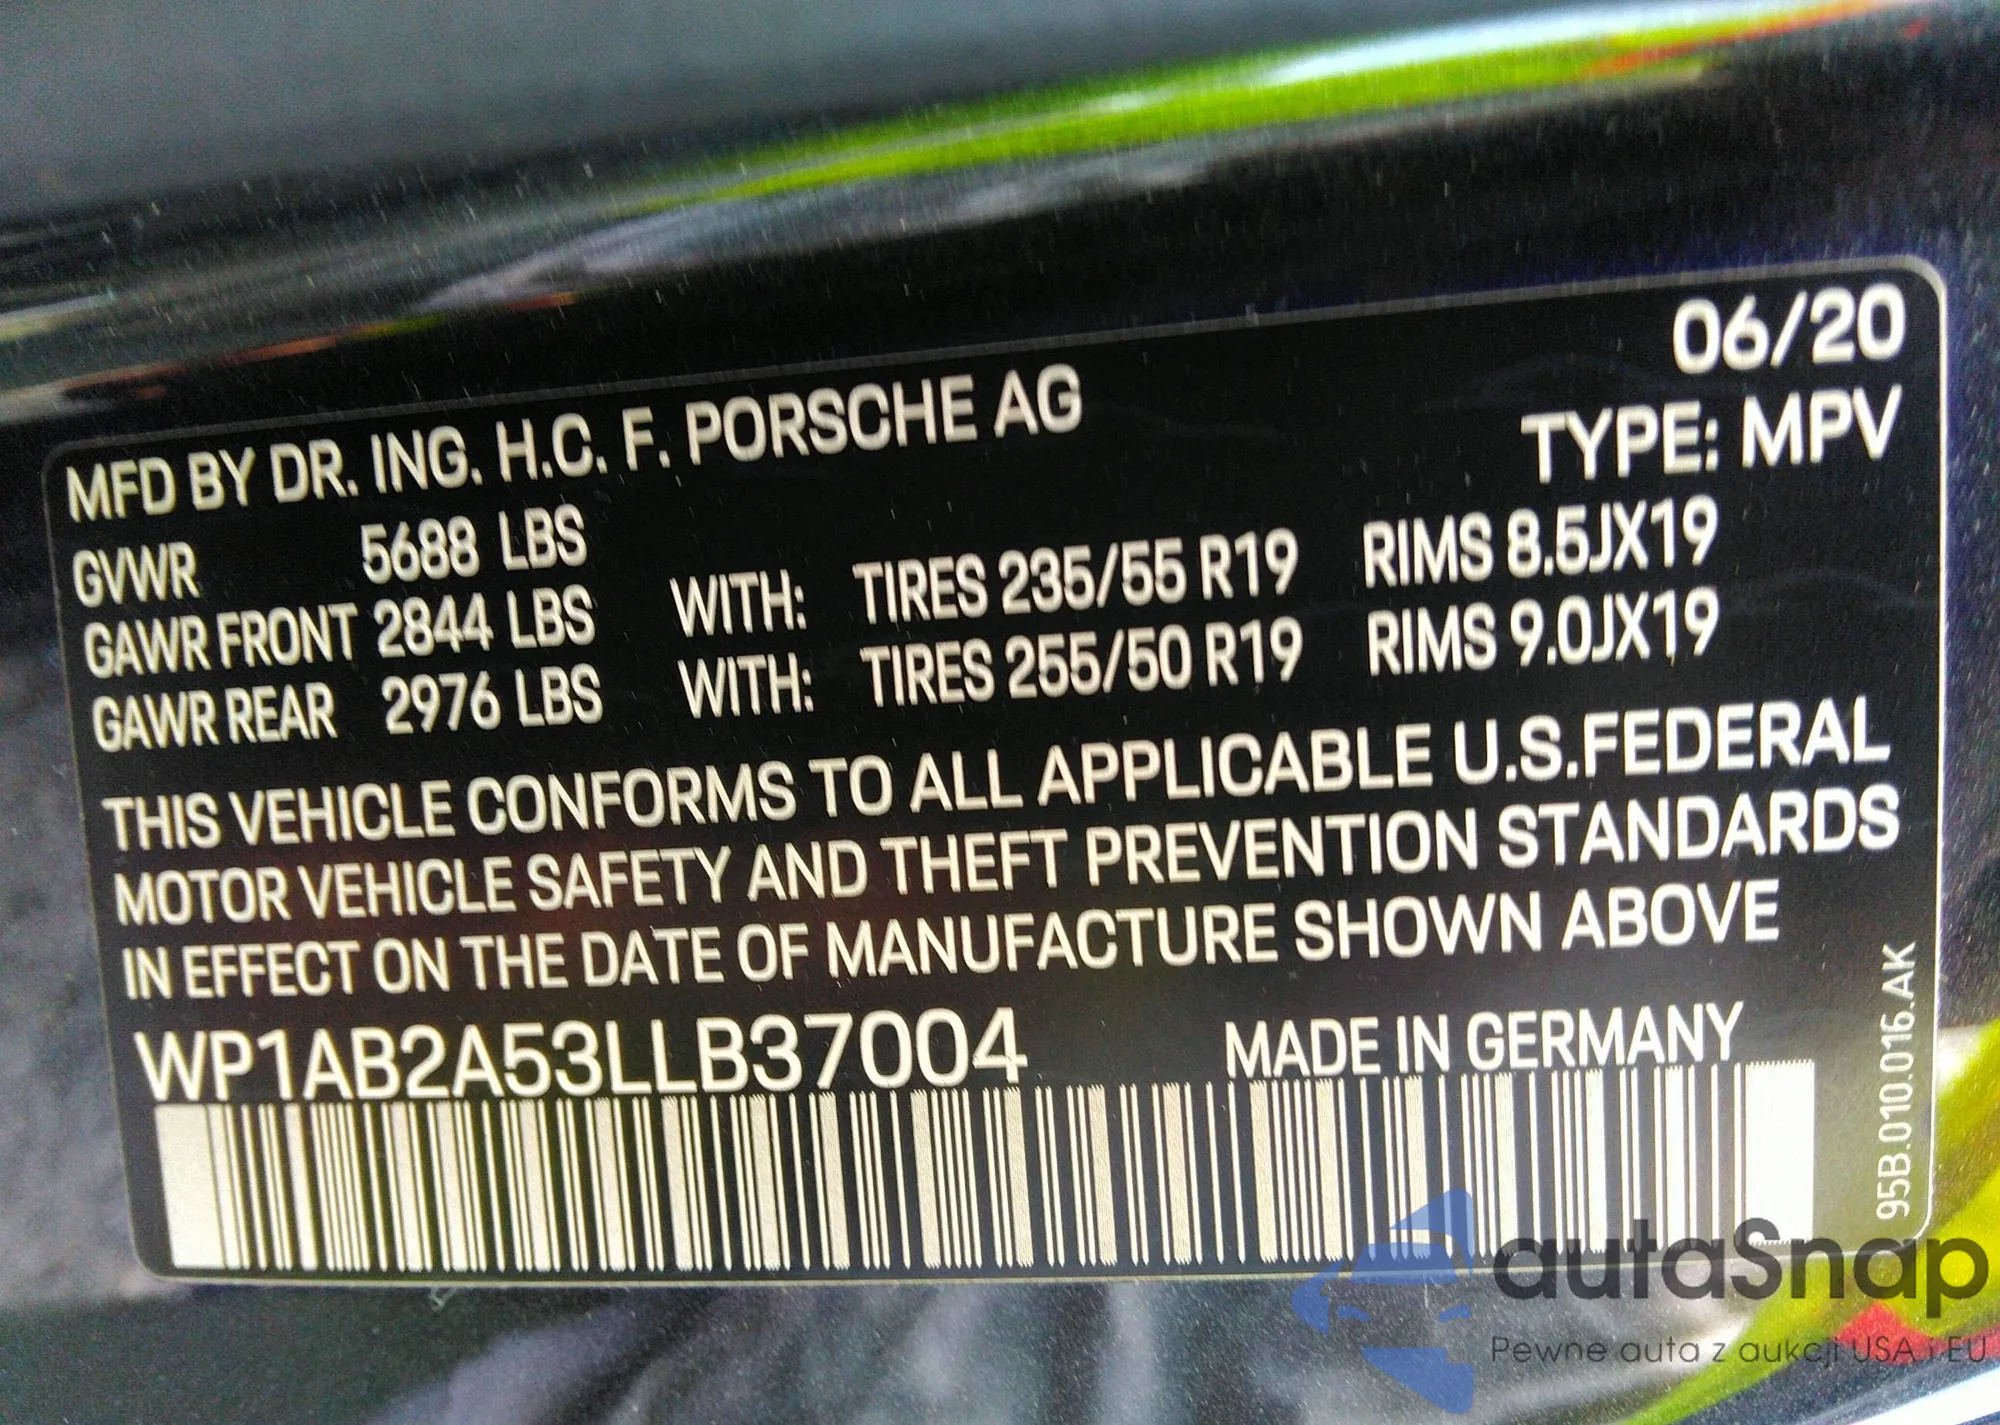 06/20
MFD BY DR. ING. H.C. F. PORSCHE AG
TYPE: MPV
GVWR 5688 LBS
GAWR FRONT 2844 LBS WITH: TIRES 235/55 R19 RIMS 8.5JX19
GAWR REAR 2976 LBS WITH: TIRES 255/50 R19 RIMS 9.0JX19
THIS VEHICLE CONFORMS TO ALL APPLICABLE U.S.FEDERAL
MOTOR VEHICLE SAFETY AND THEFT PREVENTION STANDARDS
IN EFFECT ON THE DATE OF MANUFACTURE SHOWN ABOVE
WP1AB2A53LLB37004 MADE IN GERMANY
95B.010.016.AK
autaSnap
Pewne auta z aukcji USA i EU